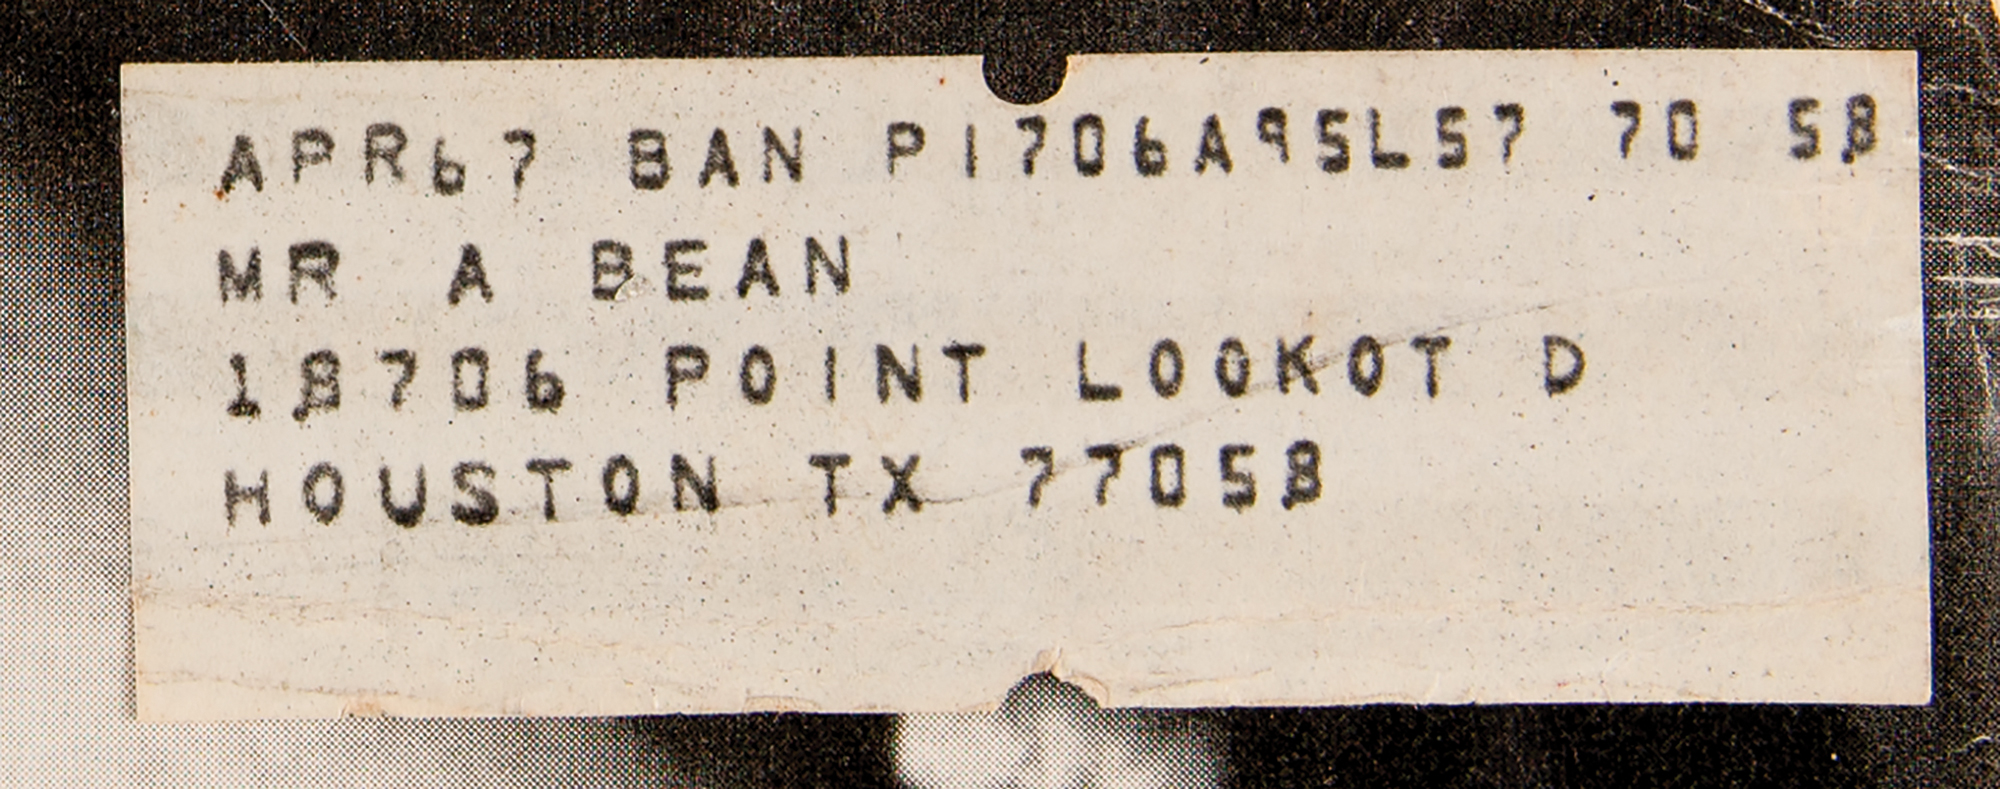 APR67 BAN P1706A95L57 70 58
MR A BEAN
18706 POINT LOOKOT D
HOUSTON TX 77058